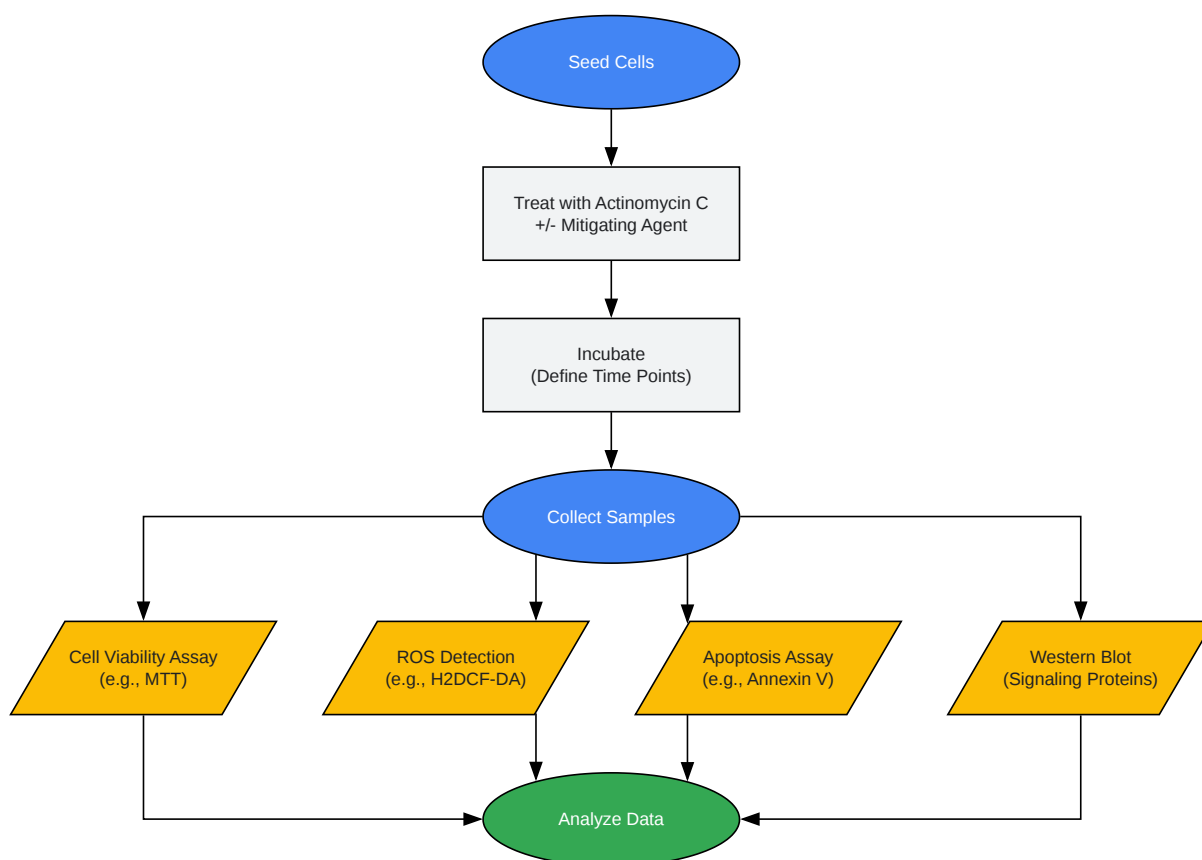 Seed Cells
Treat with Actinomycin C
+/- Mitigating Agent
Incubate
(Define Time Points)
Collect Samples
Cell Viability Assay
(e.g., MTT)
ROS Detection
(e.g., H2DCF-DA)
Apoptosis Assay
(e.g., Annexin V)
Western Blot
(Signaling Proteins)
Analyze Data